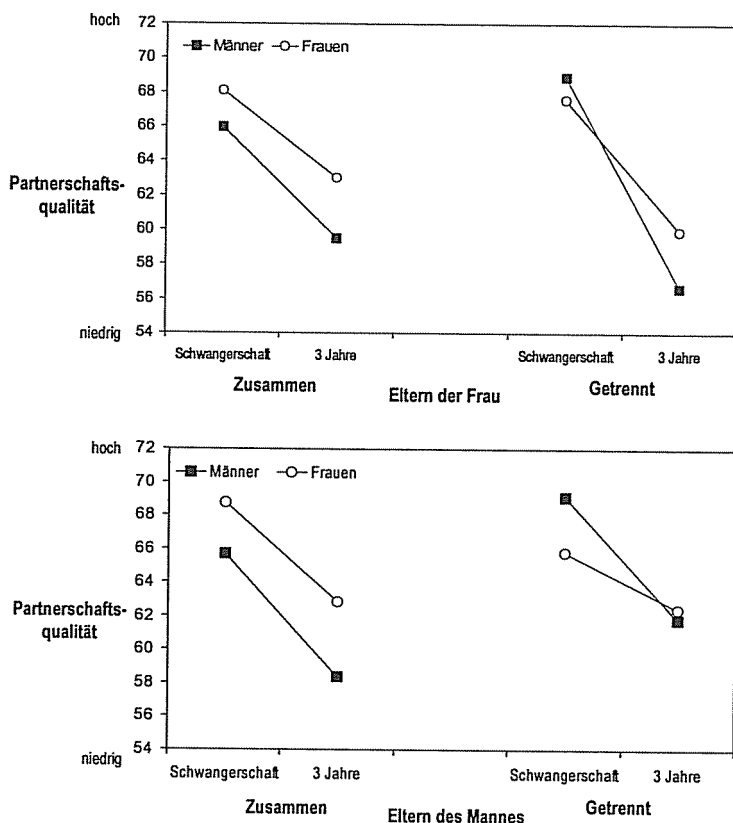 hoch
72
Männer Frauen
70
68
66
64
Partnerschafts-
qualität
62
60
58
56
niedrig
54
Schwangerschaft 3 Jahre Schwangerschaft 3 Jahre
Zusammen Eltern der Frau Getrennt
hoch
72
Männer Frauen
70
68
66
64
Partnerschafts-
qualität
62
60
58
56
niedrig
54
Schwangerschaft 3 Jahre Schwangerschaft 3 Jahre
Zusammen Eltern des Mannes Getrennt